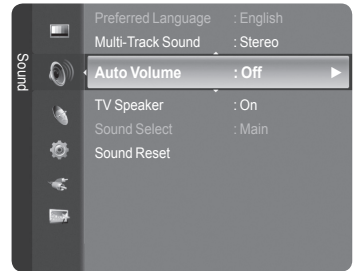 Sound
Preferred Language : English
Multi-Track Sound : Stereo
Auto Volume : Off
TV Speaker : On
Sound Select : Main
Sound Reset